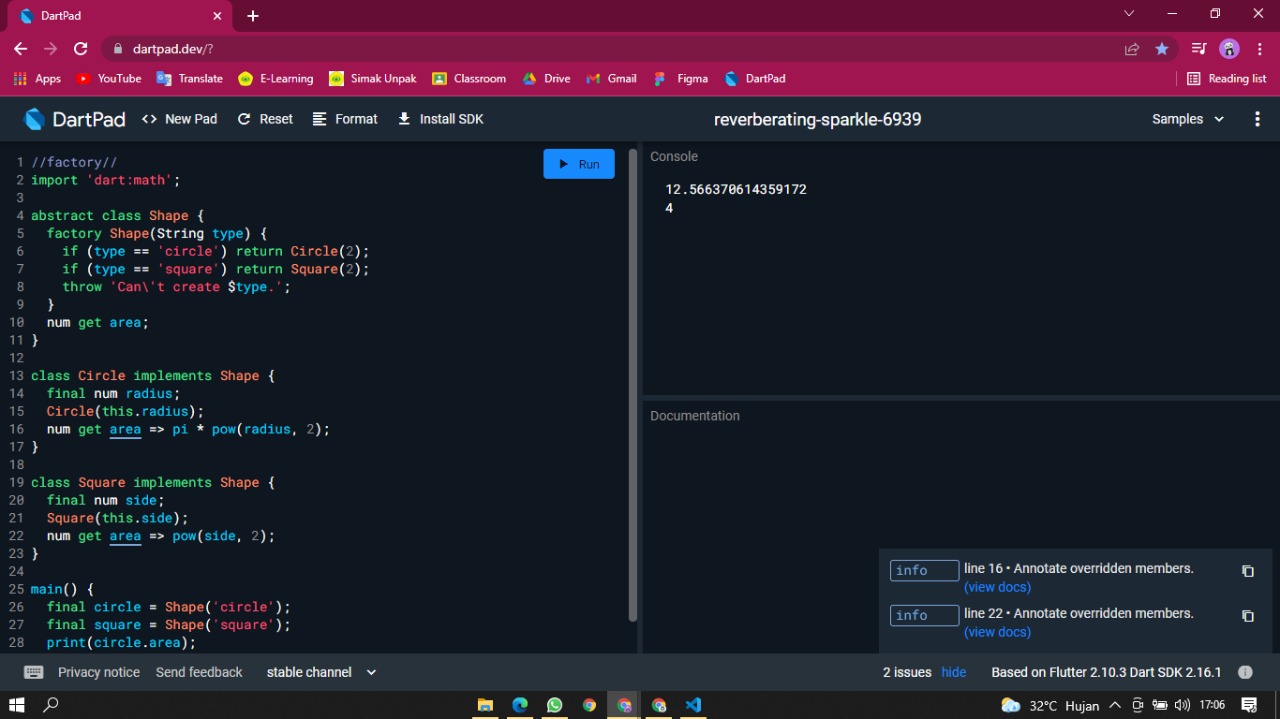 DartPad
dartpad.dev/?
Apps YouTube Translate E-Learning Simak Unpak Classroom Drive Gmail Figma DartPad Reading list
DartPad <> New Pad Reset Format Install SDK reverberating-sparkle-6939 Samples
1 //factory//
2 import 'dart:math';
3
4 abstract class Shape {
5 factory Shape(String type) {
6 if (type == 'circle') return Circle(2);
7 if (type == 'square') return Square(2);
8 throw 'Can\'t create $type.';
9 }
10 num get area;
11 }
12
13 class Circle implements Shape {
14 final num radius;
15 Circle(this.radius);
16 num get area => pi * pow(radius, 2);
17 }
18
19 class Square implements Shape {
20 final num side;
21 Square(this.side);
22 num get area => pow(side, 2);
23 }
24
25 main() {
26 final circle = Shape('circle');
27 final square = Shape('square');
28 print(circle.area);
Run
Console
12.566370614359172
4
Documentation
info line 16 • Annotate overridden members.
(view docs)
info line 22 • Annotate overridden members.
(view docs)
Privacy notice Send feedback stable channel 2 issues hide Based on Flutter 2.10.3 Dart SDK 2.16.1
32°C Hujan 17:06